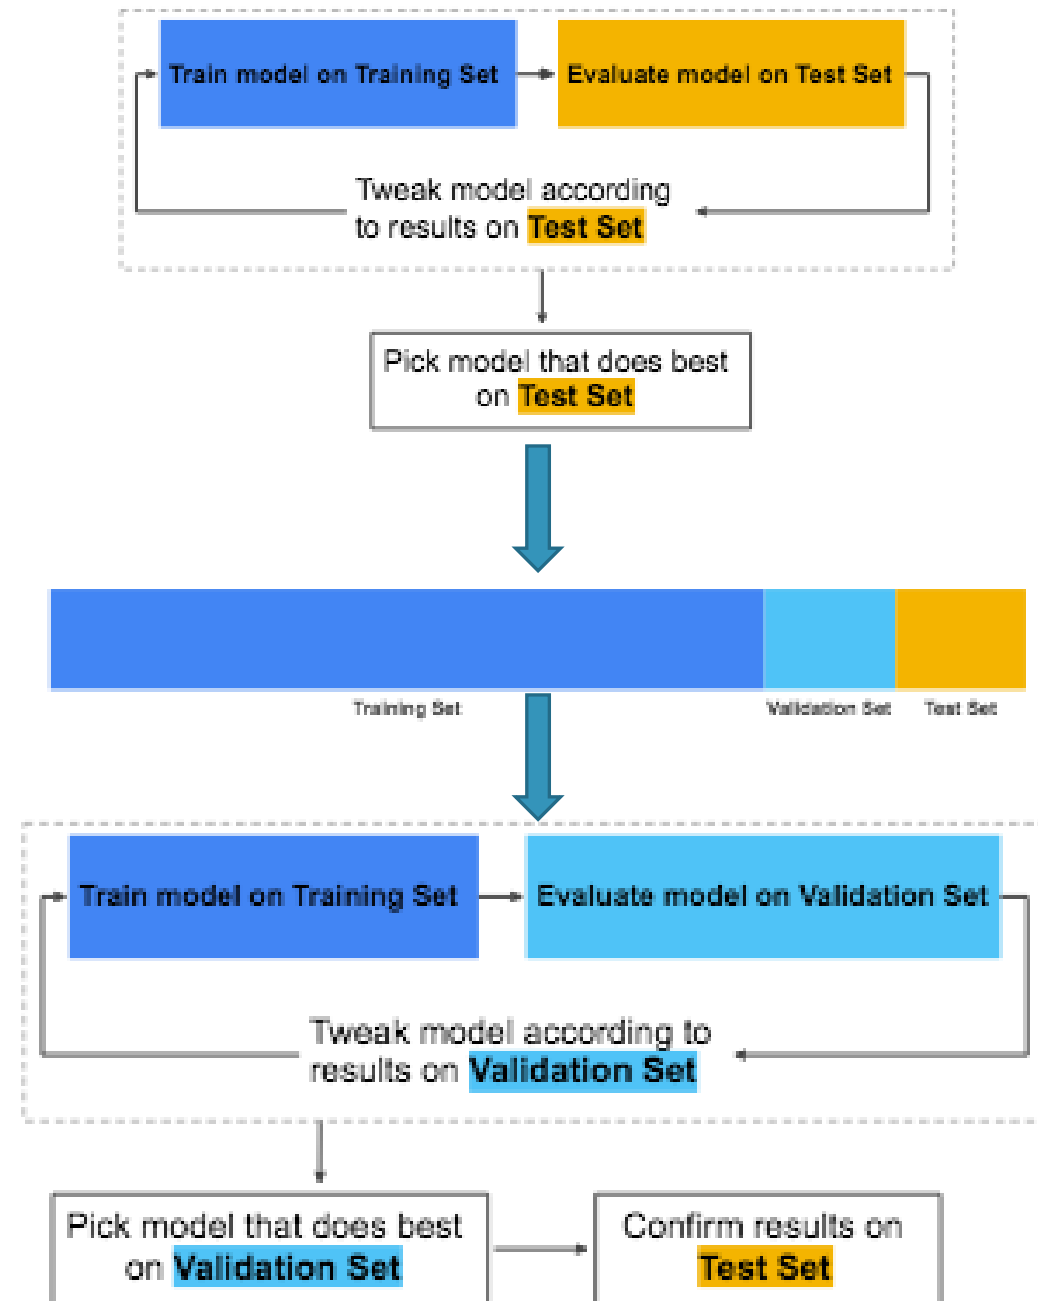 Train model on Training Set
Evaluate model on Test Set
Tweak model according
to results on Test Set
Pick model that does best
on Test Set
Training Set
Validation Set
Test Set
Train model on Training Set
Evaluate model on Validation Set
Tweak model according to
results on Validation Set
Pick model that does best
on Validation Set
Confirm results on
Test Set